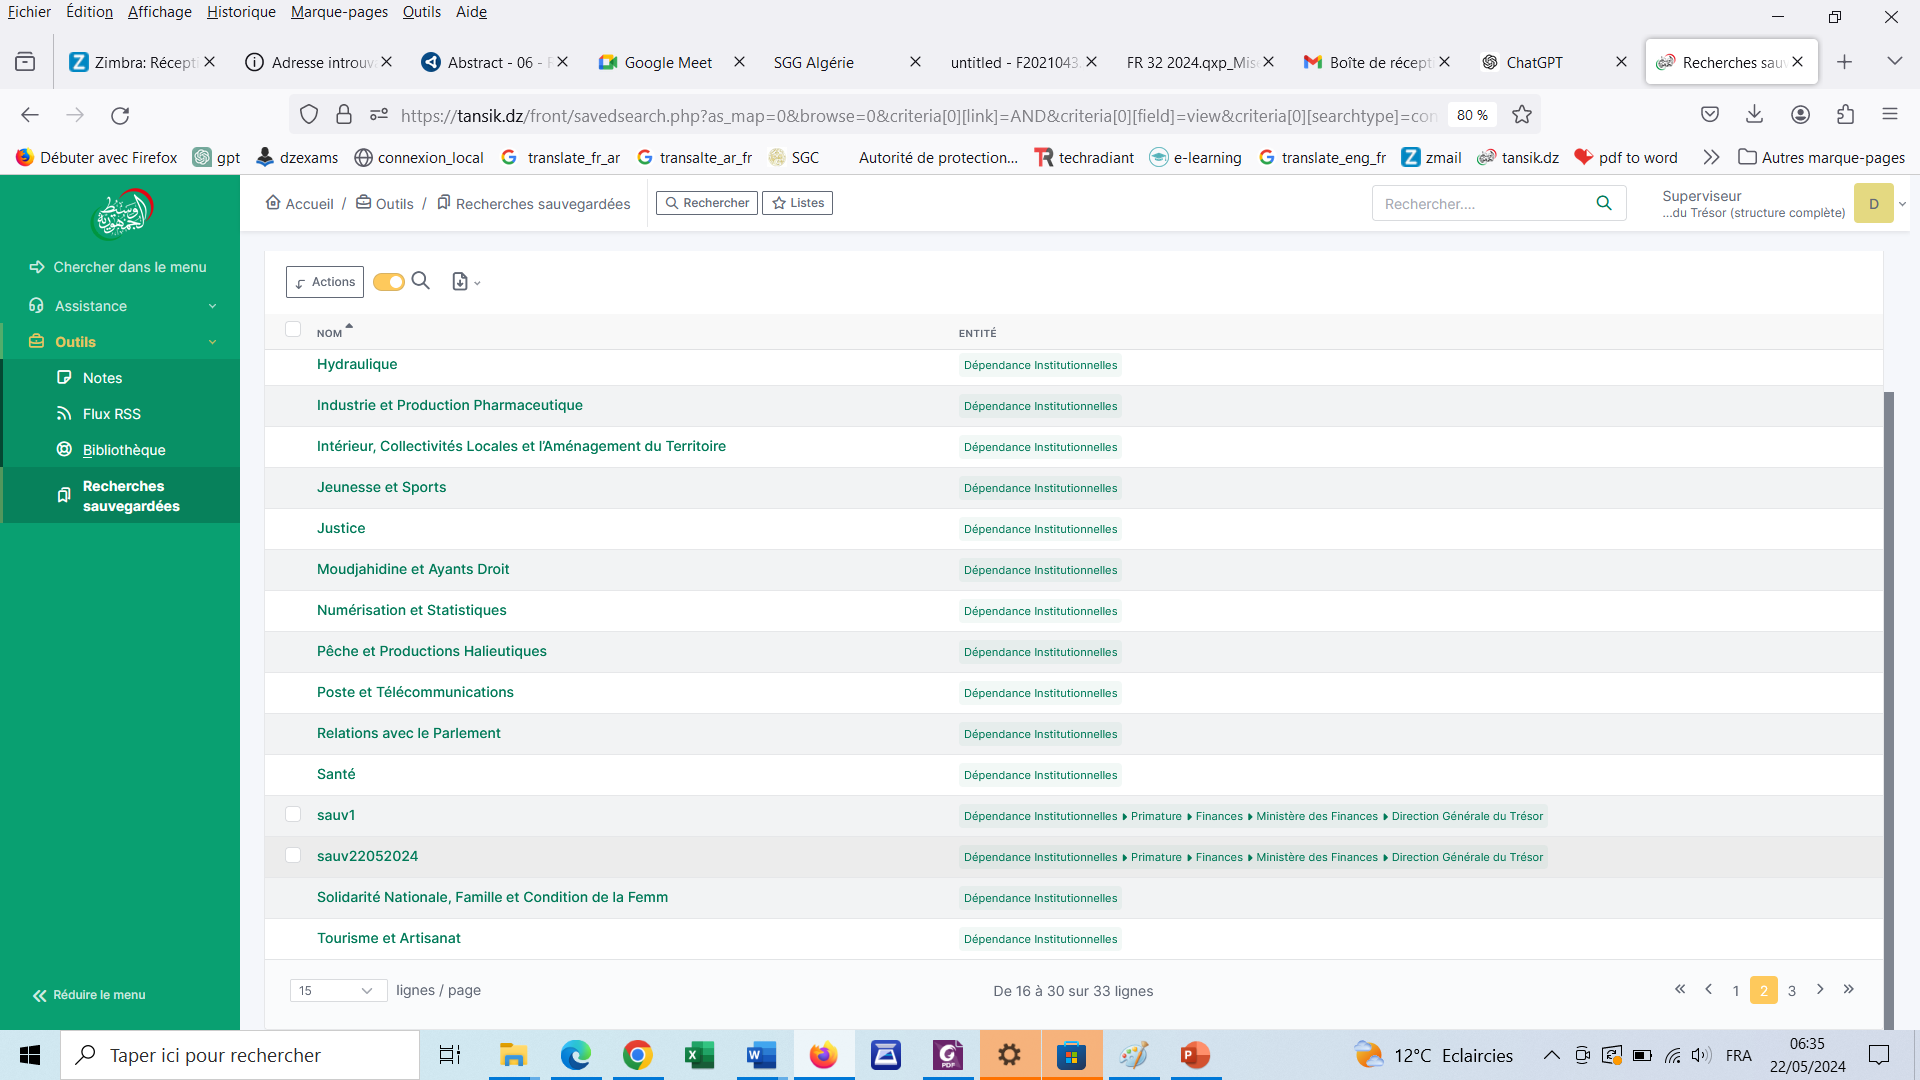 Fichier Édition Affichage Historique Marque-pages Outils Aide
Zimbra: Récepti Adresse introuva Abstract - 06 - Google Meet SGG Algérie untitled - F2021043. FR 32 2024.qxp_Mis Boîte de récept ChatGPT Recherches sau
https://tansik.dz/front/savedsearch.php?as_map=0&browse=0&criteria[0][link]=AND&criteria[0][field]=view&criteria[0][searchtype]=con 80 %
Débuter avec Firefox gpt dzexams connexion_local translate_fr_ar transalte_ar_fr SGC Autorité de protection... techradiant e-learning translate_eng_fr zmail tansik.dz pdf to word Autres marque-pages
Accueil / Outils / Recherches sauvegardées Rechercher Listes Rechercher.... Superviseur
...du Trésor (structure complète) D
Chercher dans le menu
Assistance
Outils
Notes
Flux RSS
Bibliothèque
Recherches
sauvegardées
Réduire le menu
Actions
NOM ENTITÉ
Hydraulique Dépendance Institutionnelles
Industrie et Production Pharmaceutique Dépendance Institutionnelles
Intérieur, Collectivités Locales et l’Aménagement du Territoire Dépendance Institutionnelles
Jeunesse et Sports Dépendance Institutionnelles
Justice Dépendance Institutionnelles
Moudjahidine et Ayants Droit Dépendance Institutionnelles
Numérisation et Statistiques Dépendance Institutionnelles
Pêche et Productions Halieutiques Dépendance Institutionnelles
Poste et Télécommunications Dépendance Institutionnelles
Relations avec le Parlement Dépendance Institutionnelles
Santé Dépendance Institutionnelles
sauv1 Dépendance Institutionnelles Primature Finances Ministère des Finances Direction Générale du Trésor
sauv22052024 Dépendance Institutionnelles Primature Finances Ministère des Finances Direction Générale du Trésor
Solidarité Nationale, Famille et Condition de la Femm Dépendance Institutionnelles
Tourisme et Artisanat Dépendance Institutionnelles
15 lignes / page De 16 à 30 sur 33 lignes « ‹ 1 2 3 › »
Taper ici pour rechercher 12°C Eclaircies FRA 06:35
22/05/2024